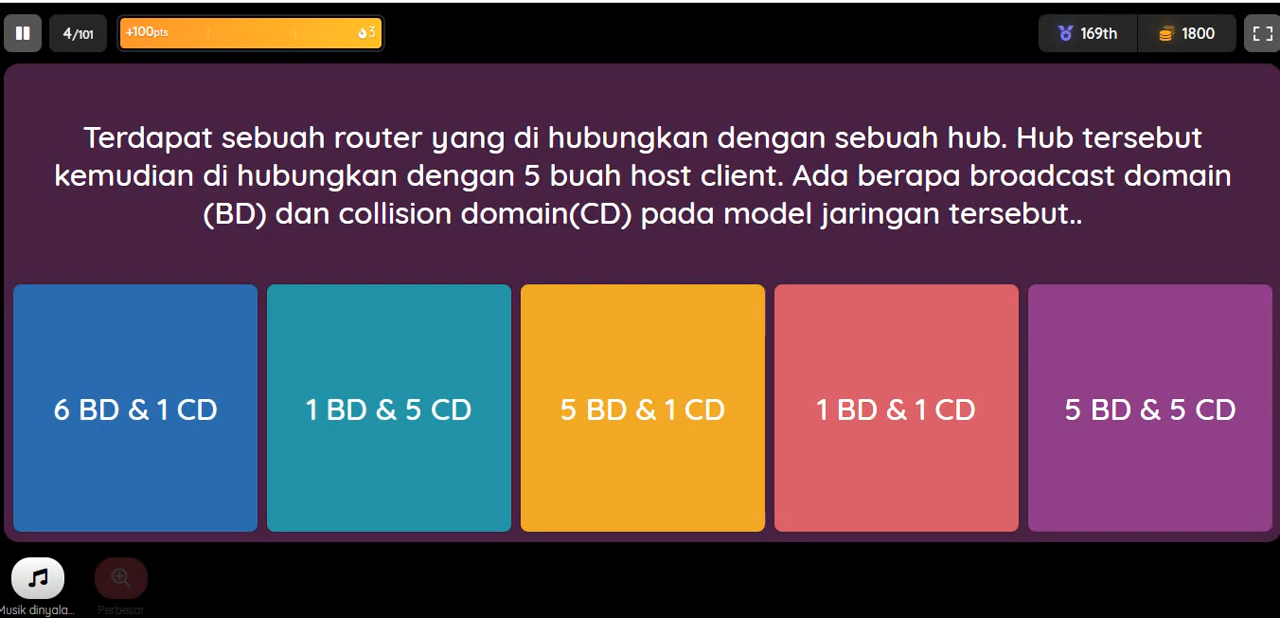 4/101
+100pts
3
169th
1800
Terdapat sebuah router yang di hubungkan dengan sebuah hub. Hub tersebut
kemudian di hubungkan dengan 5 buah host client. Ada berapa broadcast domain
(BD) dan collision domain(CD) pada model jaringan tersebut..
6 BD & 1 CD
1 BD & 5 CD
5 BD & 1 CD
1 BD & 1 CD
5 BD & 5 CD
Musik dinyala...
Perbesar